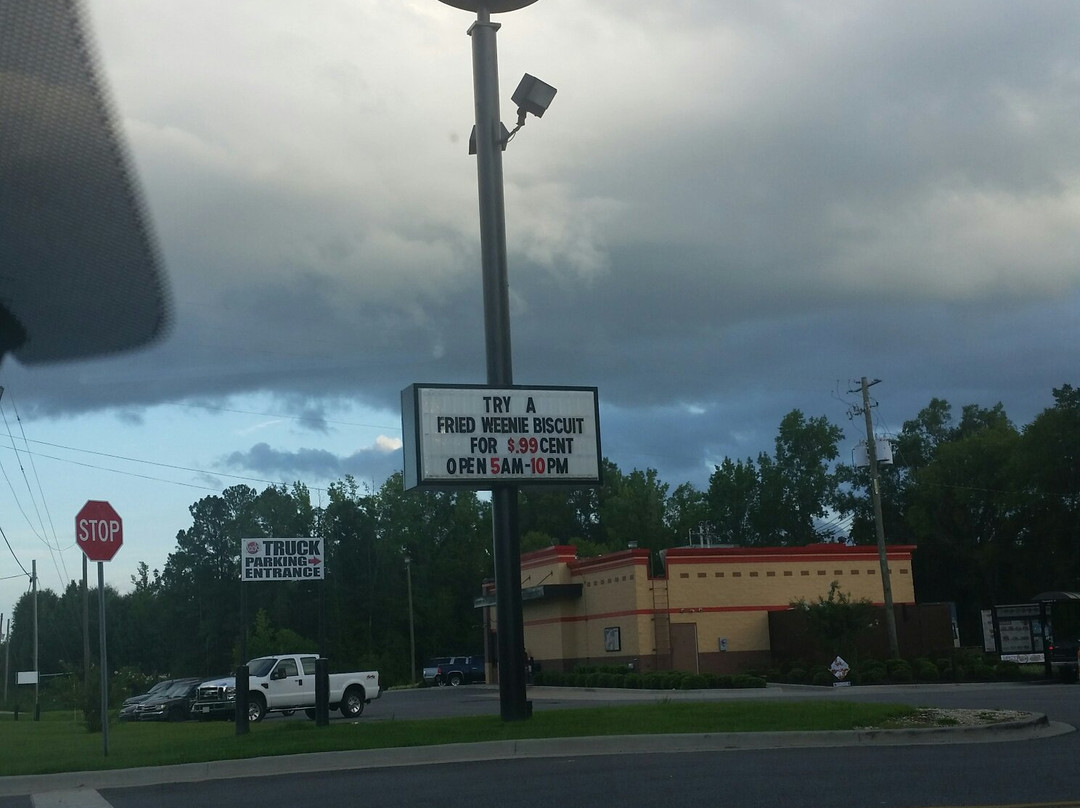 TRY A
FRIED WEENIE BISCUIT
FOR $.99 CENT
OPEN 5AM-10PM
STOP
TRUCK
PARKING
ENTRANCE